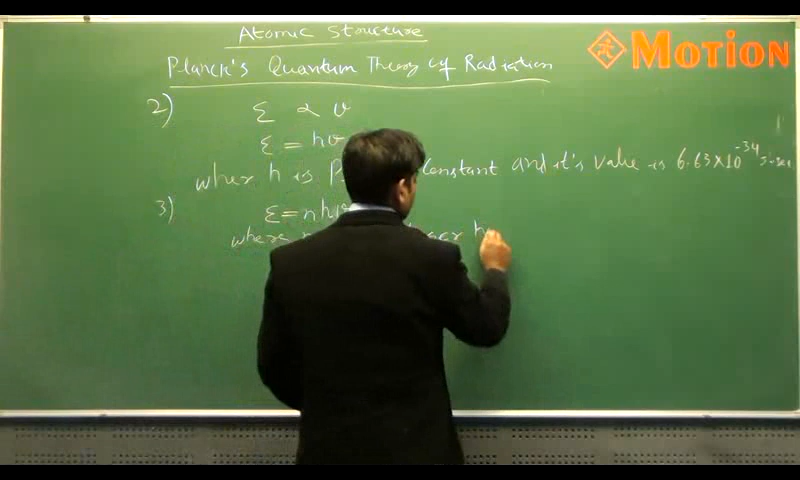 Atomic Structure
Planck's Quantum Theory of Radiation
MOTION
2) E ∝ ν
E = hν
where h is P constant and it's value is 6.63×10⁻³⁴ J-sec
3) E = nhν
where